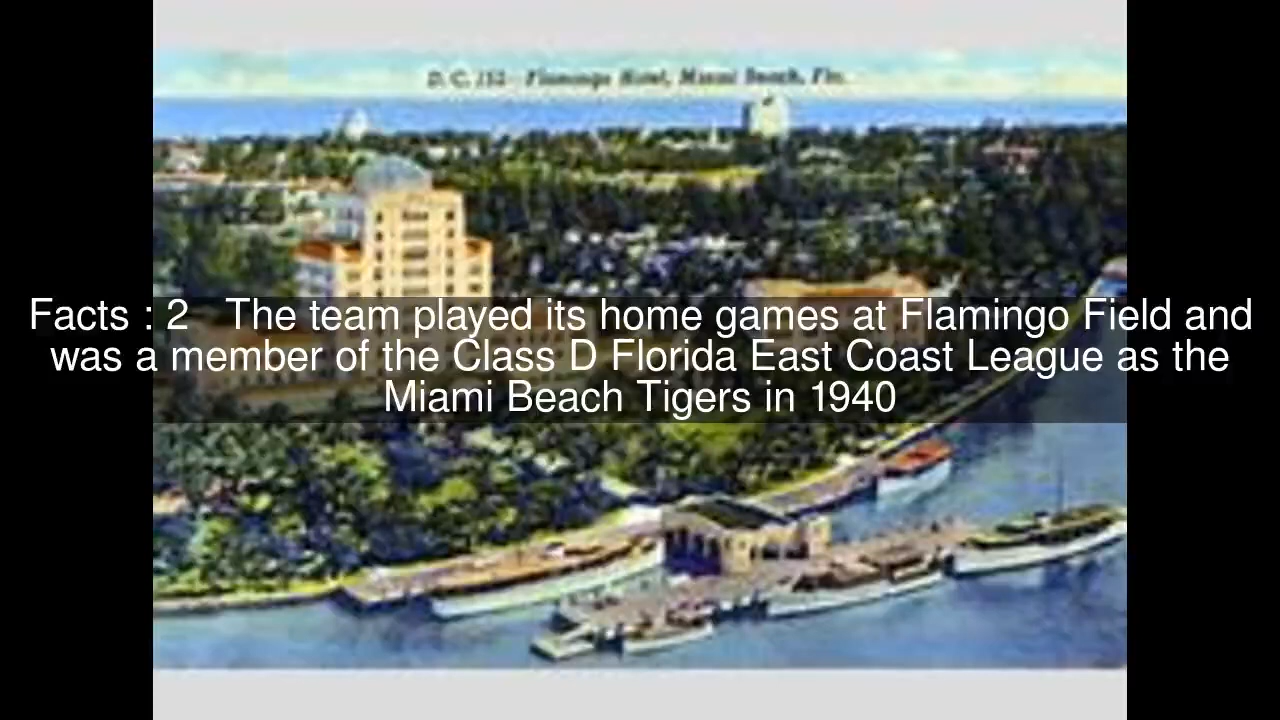 D. C. 152 - Flamingo Hotel, Miami Beach, Fla.
Facts : 2 The team played its home games at Flamingo Field and
was a member of the Class D Florida East Coast League as the
Miami Beach Tigers in 1940